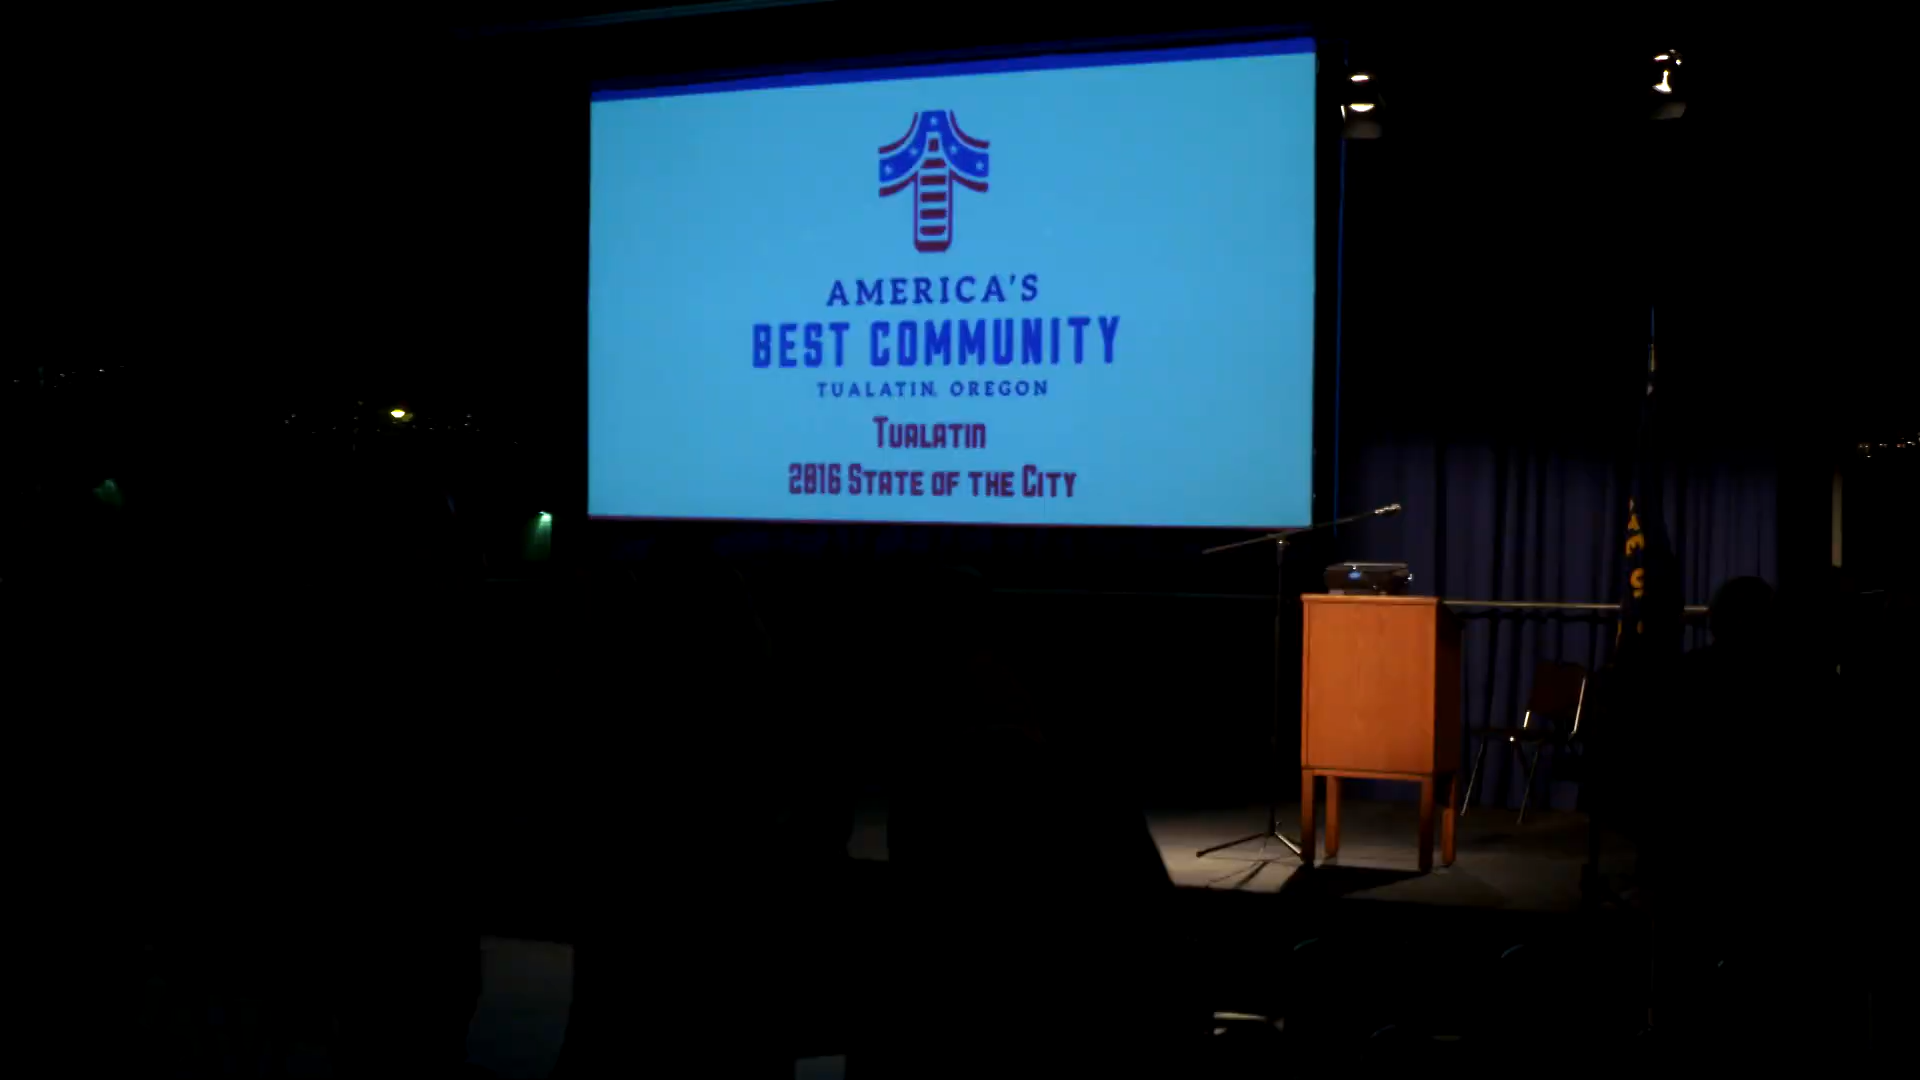 AMERICA'S
BEST COMMUNITY
TUALATIN, OREGON
Tualatin
2016 State of the City